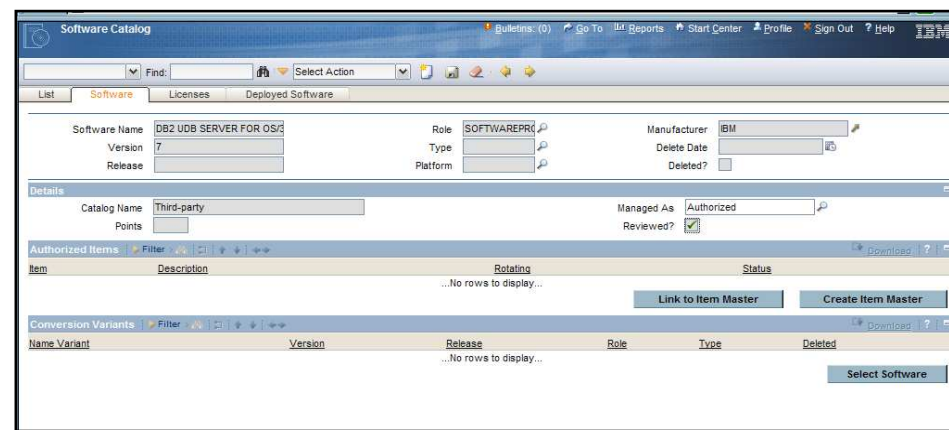 Software Catalog
Bulletins: (0) Go To Reports Start Center Profile Sign Out ? Help IBM
Find: Select Action
List Software Licenses Deployed Software
Software Name DB2 UDB SERVER FOR OS/3 Role SOFTWAREPRO Manufacturer IBM
Version 7 Type Delete Date
Release Platform Deleted?
Details
Catalog Name Third-party Managed As Authorized
Points Reviewed?
Authorized Items Filter Download ?
Item Description Rotating Status
...No rows to display...
Link to Item Master Create Item Master
Conversion Variants Filter Download ?
Name Variant Version Release Role Type Deleted
...No rows to display...
Select Software